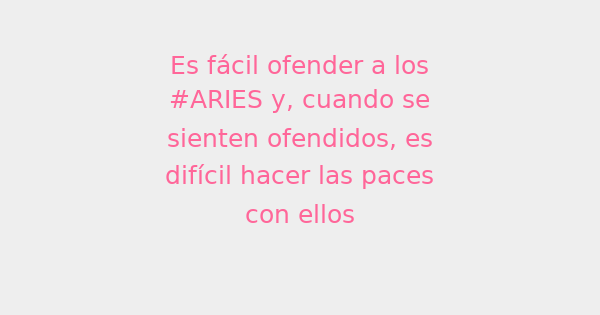 Es fácil ofender a los
#ARIES y, cuando se
sienten ofendidos, es
difícil hacer las paces
con ellos